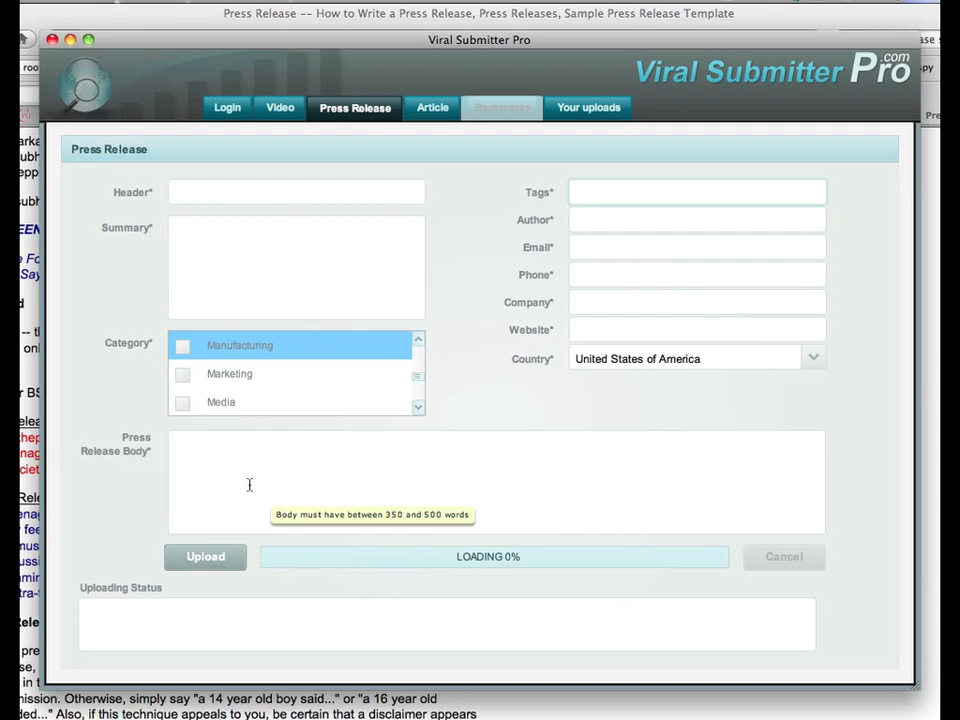 Press Release -- How to Write a Press Release, Press Releases, Sample Press Release Template
Viral Submitter Pro
Viral Submitter Pro .com
Login Video Press Release Article Bookmarks Your uploads
Press Release
Header*
Summary*
Category*
Manufacturing
Marketing
Media
Tags*
Author*
Email*
Phone*
Company*
Website*
Country* United States of America
Press
Release Body*
Body must have between 350 and 500 words
Upload LOADING 0% Cancel
Uploading Status
mission. Otherwise, simply say "a 14 year old boy said..." or "a 16 year old
ded..." Also, if this technique appeals to you, be certain that a disclaimer appears